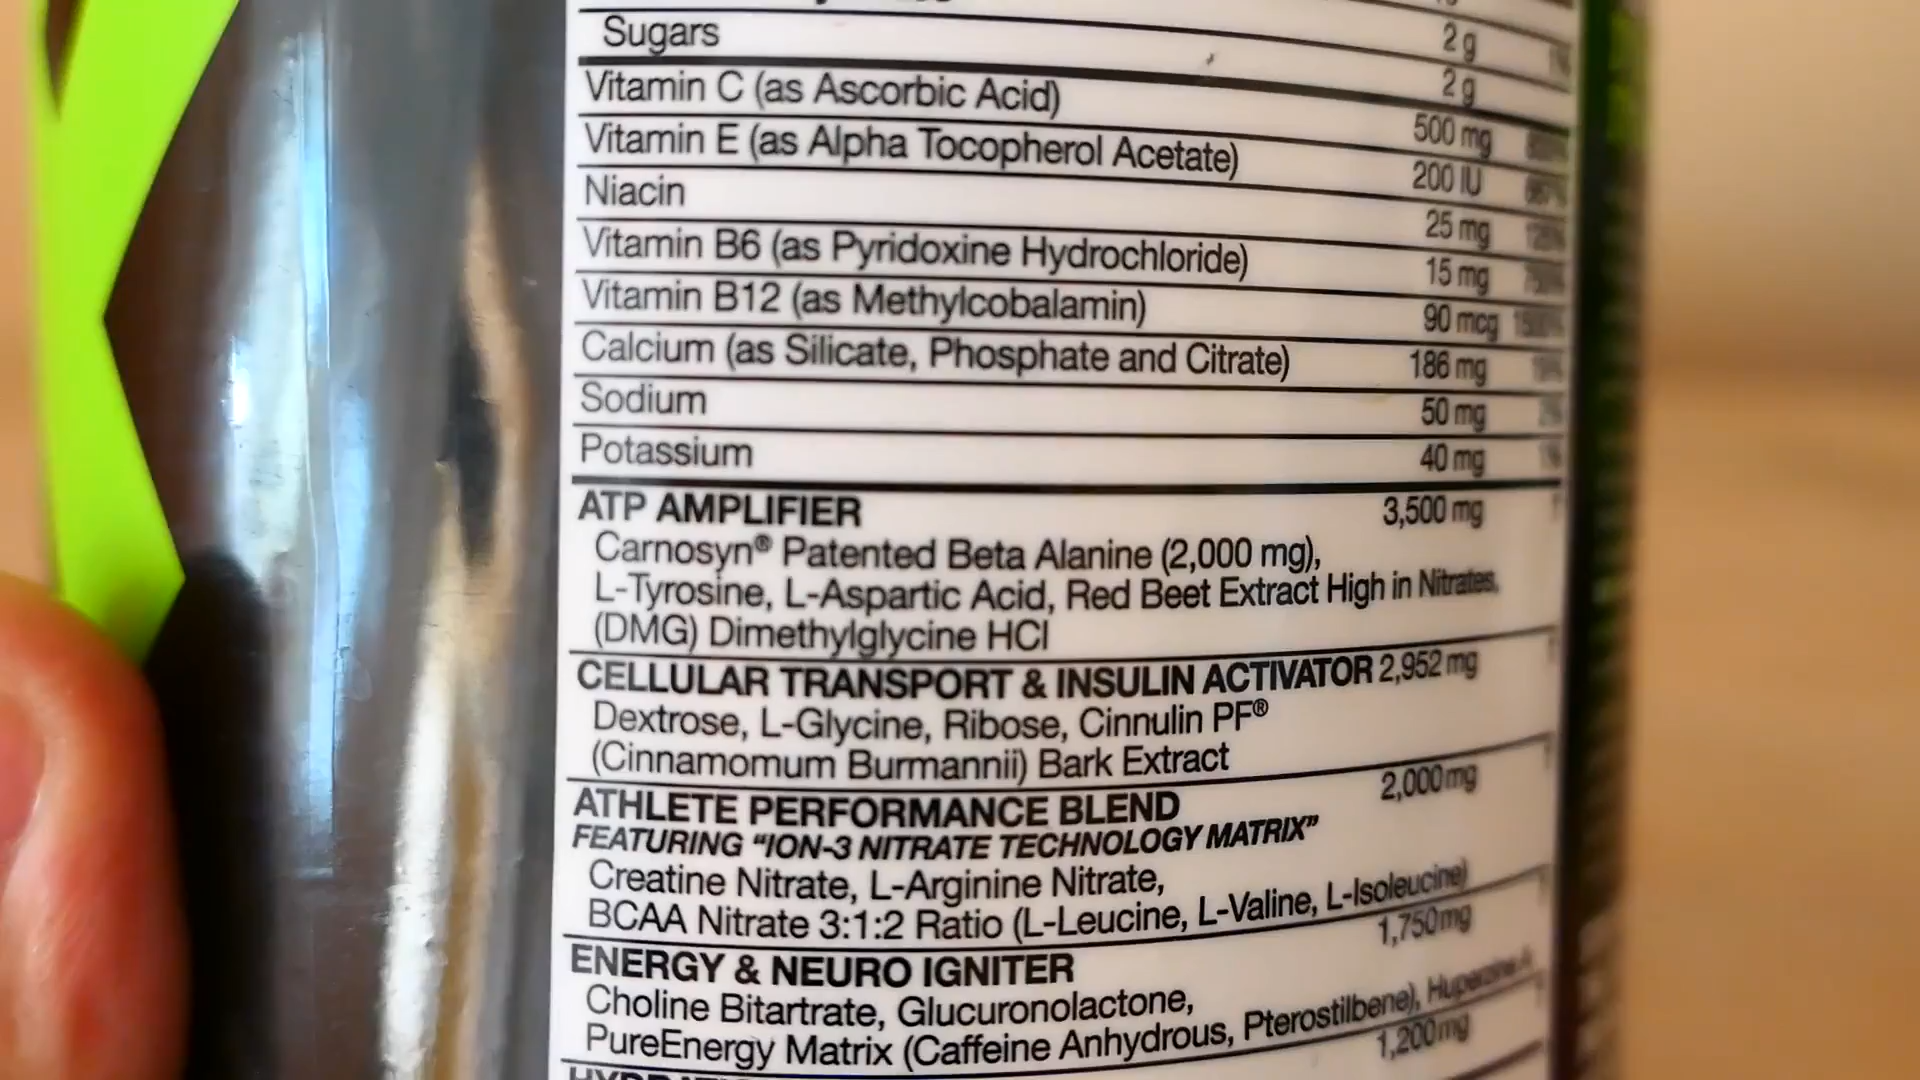 Sugars 2 g
2 g
Vitamin C (as Ascorbic Acid) 500 mg
Vitamin E (as Alpha Tocopherol Acetate) 200 IU
Niacin 25 mg
Vitamin B6 (as Pyridoxine Hydrochloride) 15 mg
Vitamin B12 (as Methylcobalamin) 90 mcg
Calcium (as Silicate, Phosphate and Citrate) 186 mg
Sodium 50 mg
Potassium 40 mg
ATP AMPLIFIER 3,500 mg
Carnosyn® Patented Beta Alanine (2,000 mg),
L-Tyrosine, L-Aspartic Acid, Red Beet Extract High in Nitrates,
(DMG) Dimethylglycine HCl
CELLULAR TRANSPORT & INSULIN ACTIVATOR 2,952 mg
Dextrose, L-Glycine, Ribose, Cinnulin PF®
(Cinnamomum Burmannii) Bark Extract
ATHLETE PERFORMANCE BLEND 2,000 mg
FEATURING “ION-3 NITRATE TECHNOLOGY MATRIX”
Creatine Nitrate, L-Arginine Nitrate,
BCAA Nitrate 3:1:2 Ratio (L-Leucine, L-Valine, L-Isoleucine)
ENERGY & NEURO IGNITER 1,750 mg
Choline Bitartrate, Glucuronolactone,
PureEnergy Matrix (Caffeine Anhydrous, Pterostilbene), Huperzine A
1,200 mg